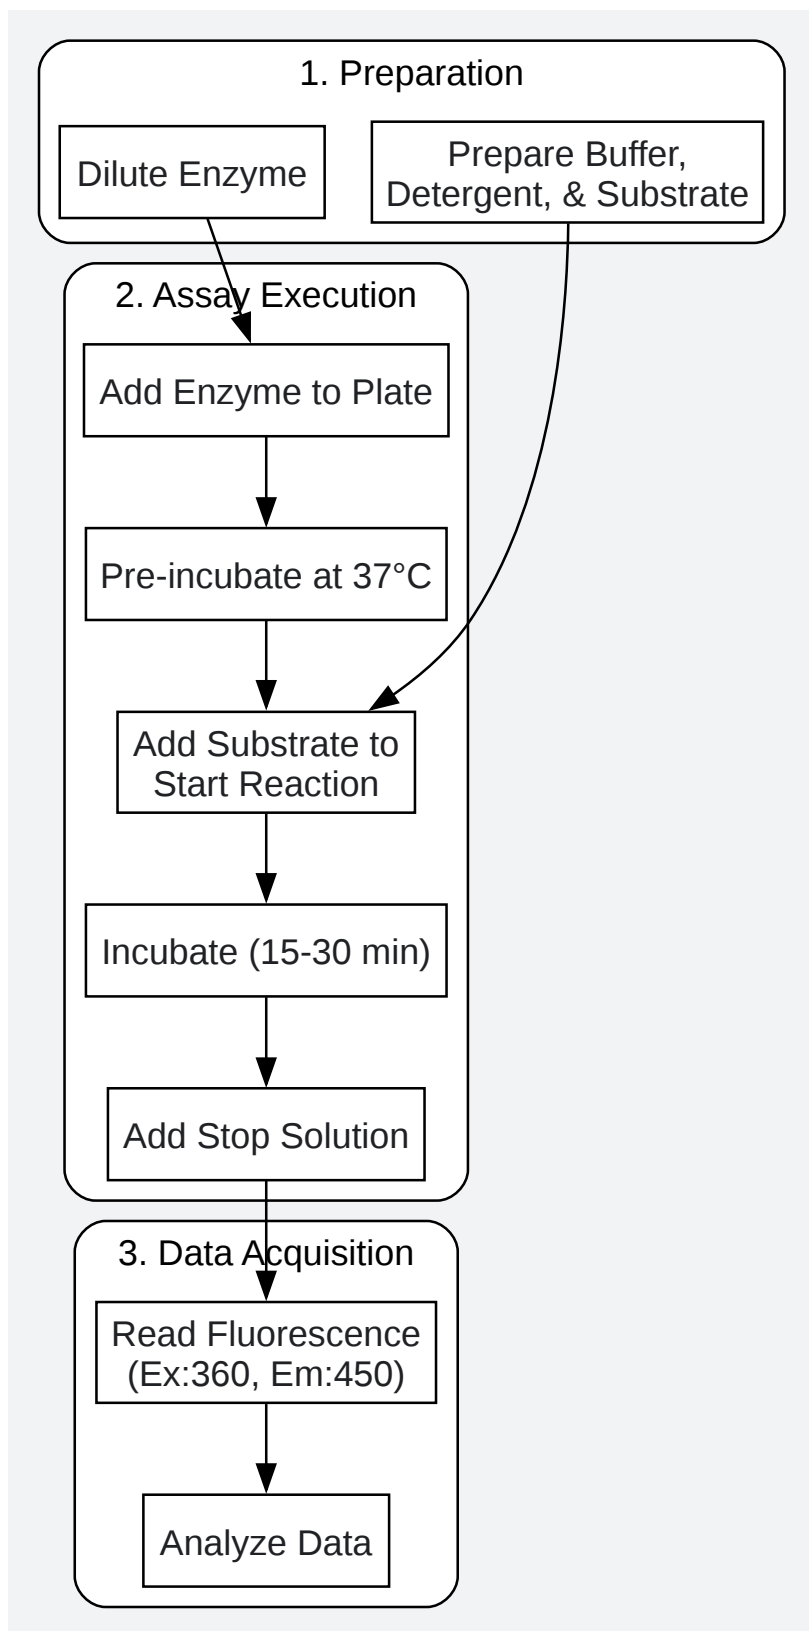 1. Preparation
Dilute Enzyme
Prepare Buffer,
Detergent, & Substrate
2. Assay Execution
Add Enzyme to Plate
Pre-incubate at 37°C
Add Substrate to
Start Reaction
Incubate (15-30 min)
Add Stop Solution
3. Data Acquisition
Read Fluorescence
(Ex:360, Em:450)
Analyze Data